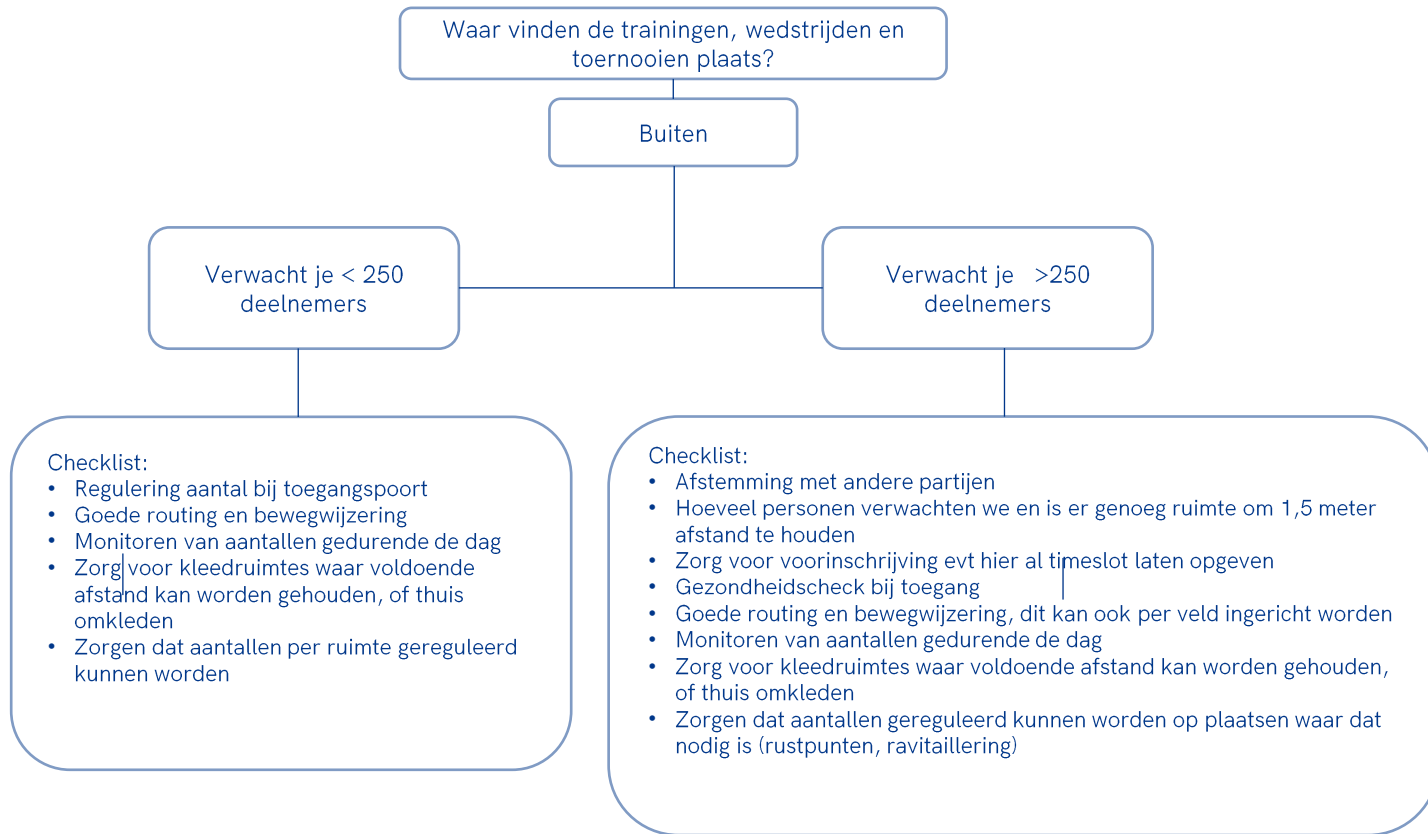 Waar vinden de trainingen, wedstrijden en
toernooien plaats?
Buiten
Verwacht je < 250
deelnemers
Verwacht je >250
deelnemers
Checklist:
• Regulering aantal bij toegangspoort
• Goede routing en bewegwijzering
• Monitoren van aantallen gedurende de dag
• Zorg voor kleedruimtes waar voldoende
afstand kan worden gehouden, of thuis
omkleden
• Zorgen dat aantallen per ruimte gereguleerd
kunnen worden
Checklist:
• Afstemming met andere partijen
• Hoeveel personen verwachten we en is er genoeg ruimte om 1,5 meter
afstand te houden
• Zorg voor voorinschrijving evt hier al timeslot laten opgeven
• Gezondheidscheck bij toegang
• Goede routing en bewegwijzering, dit kan ook per veld ingericht worden
• Monitoren van aantallen gedurende de dag
• Zorg voor kleedruimtes waar voldoende afstand kan worden gehouden,
of thuis omkleden
• Zorgen dat aantallen gereguleerd kunnen worden op plaatsen waar dat
nodig is (rustpunten, ravitaillering)